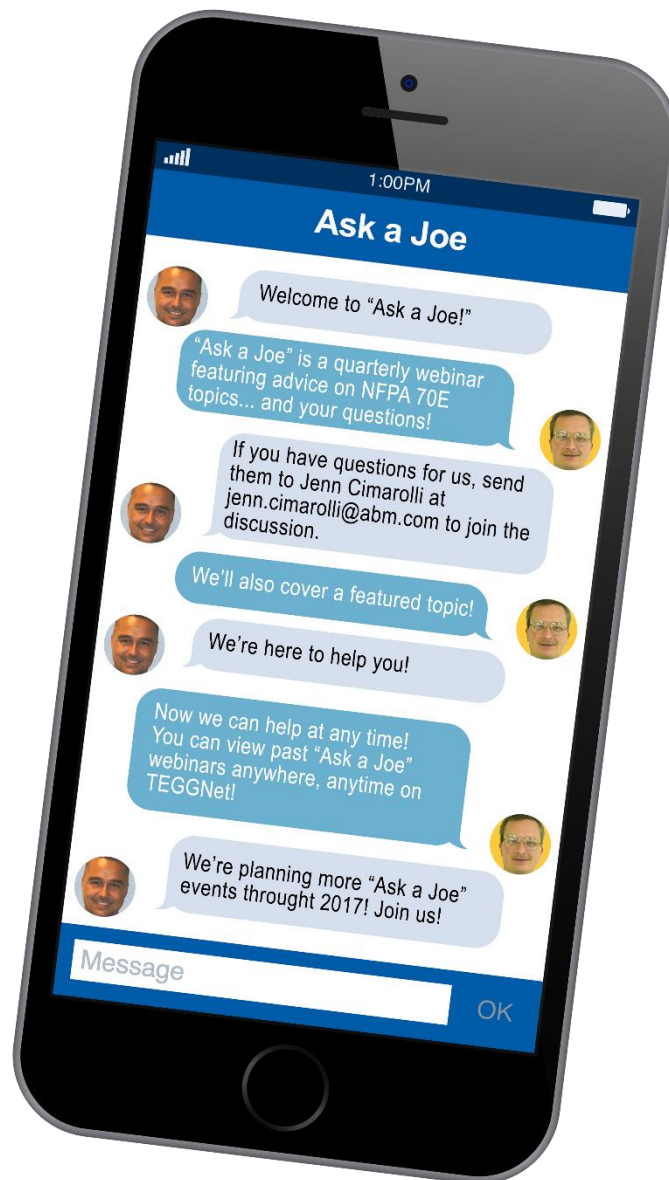 1:00PM
Ask a Joe
Welcome to “Ask a Joe!”
“Ask a Joe” is a quarterly webinar
featuring advice on NFPA 70E
topics... and your questions!
If you have questions for us, send
them to Jenn Cimarolli at
jenn.cimarolli@abm.com to join the
discussion.
We’ll also cover a featured topic!
We’re here to help you!
Now we can help at any time!
You can view past “Ask a Joe”
webinars anywhere, anytime on
TEGGNet!
We’re planning more “Ask a Joe”
events throught 2017! Join us!
Message
OK